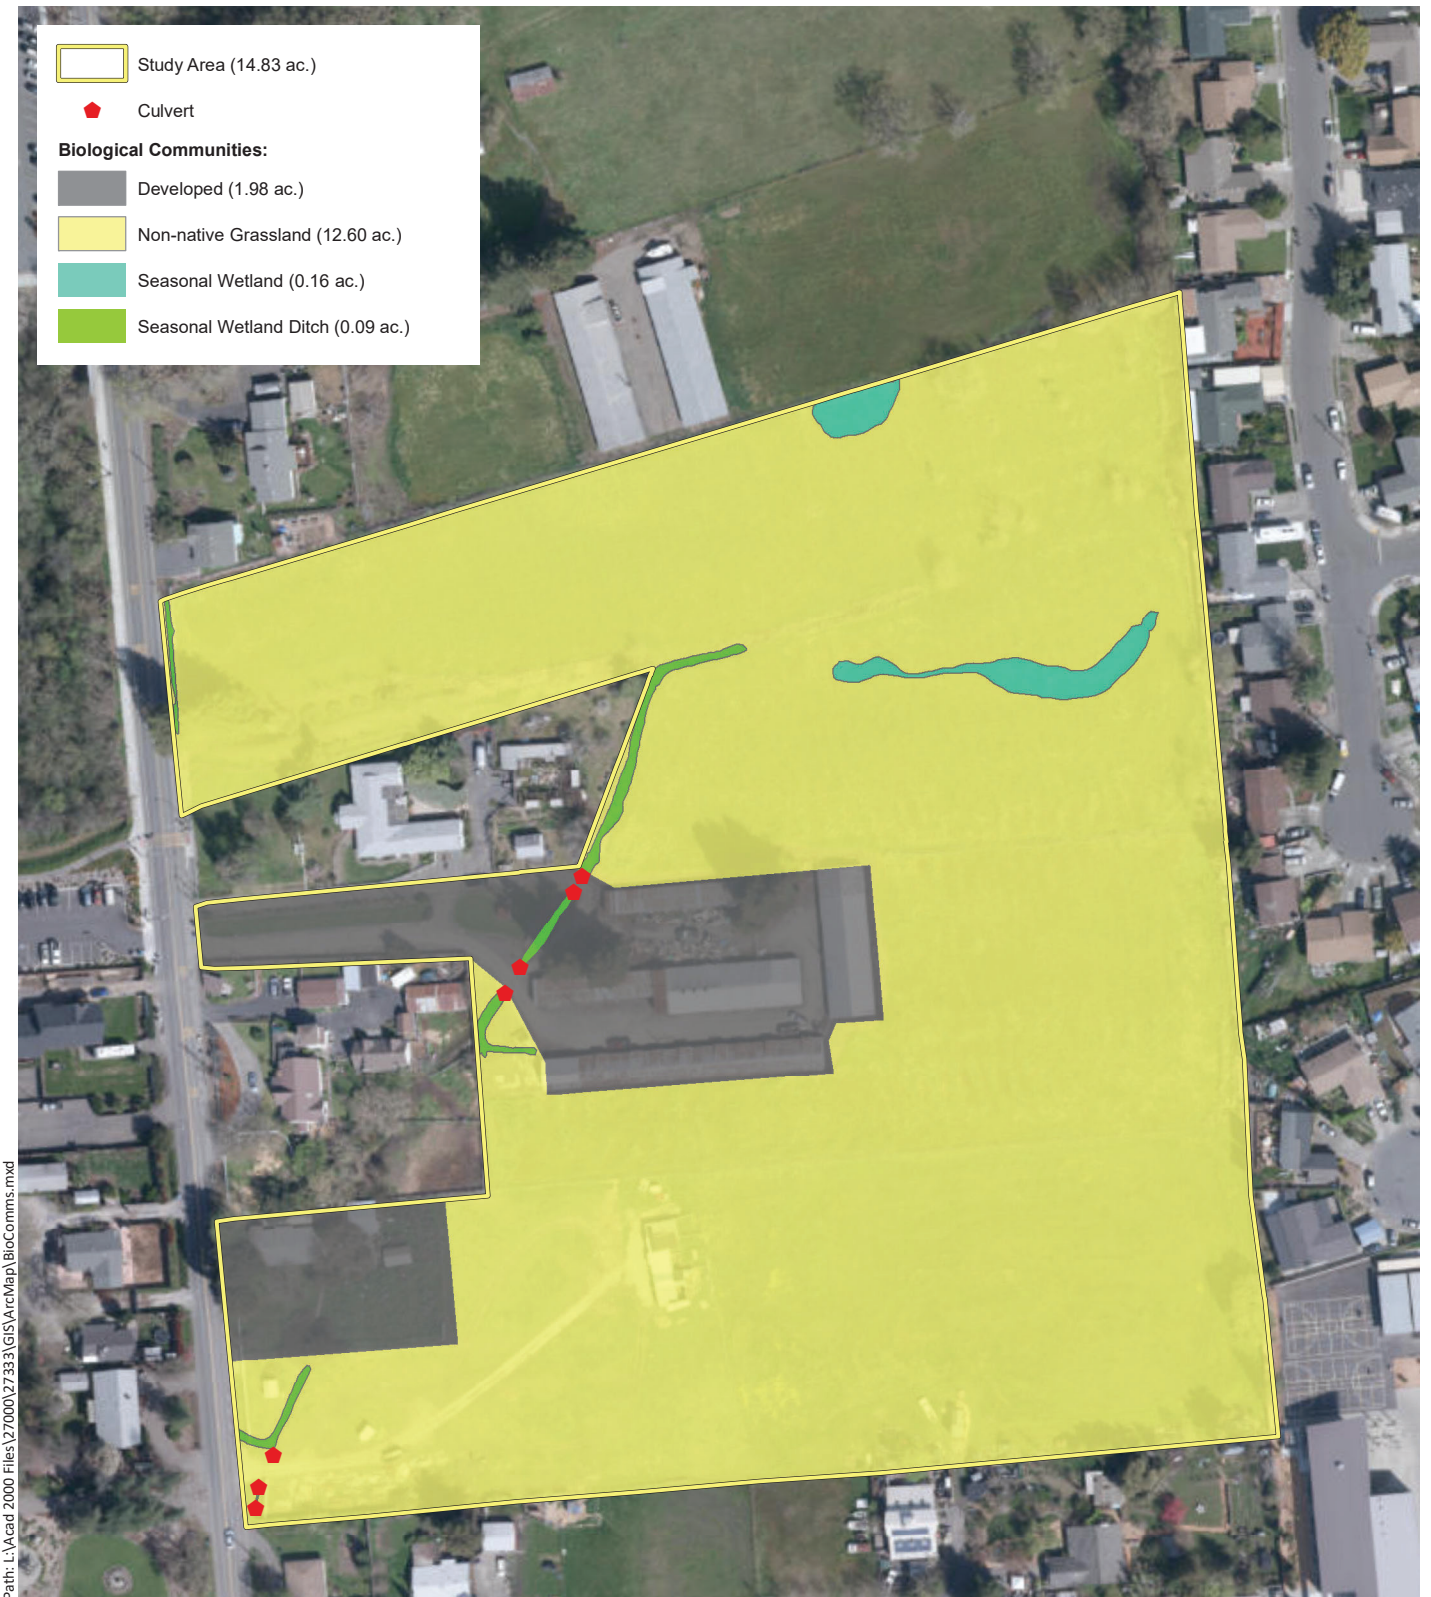 Study Area (14.83 ac.)
Culvert
Biological Communities:
Developed (1.98 ac.)
Non-native Grassland (12.60 ac.)
Seasonal Wetland (0.16 ac.)
Seasonal Wetland Ditch (0.09 ac.)
Path: L:\Acad 2000 Files\27000\27333\GIS\ArcMap\BioComms.mxd